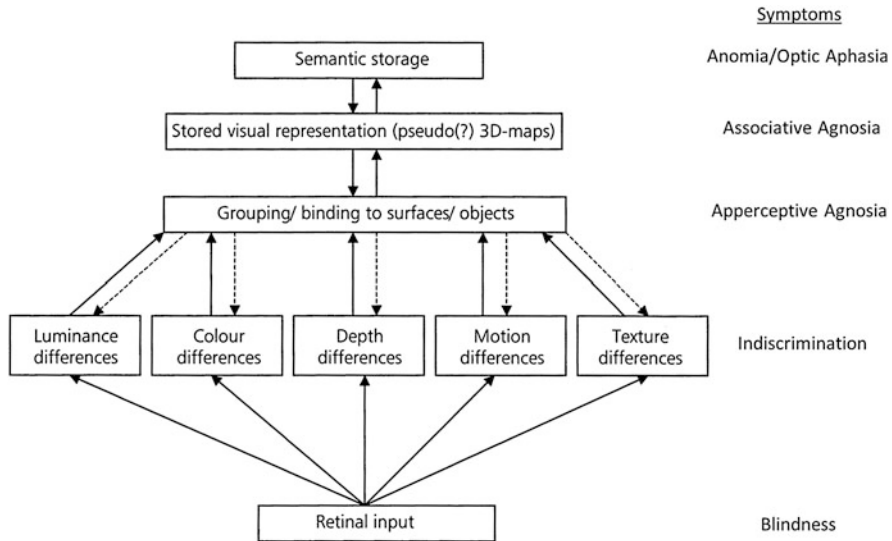 Symptoms
Semantic storage
Anomia/Optic Aphasia
Stored visual representation (pseudo(?) 3D-maps)
Associative Agnosia
Grouping/ binding to surfaces/ objects
Apperceptive Agnosia
Luminance
differences
Colour
differences
Depth
differences
Motion
differences
Texture
differences
Indiscrimination
Retinal input
Blindness